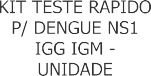 KIT TESTE RAPIDO
P/ DENGUE NS1
IGG IGM -
UNIDADE